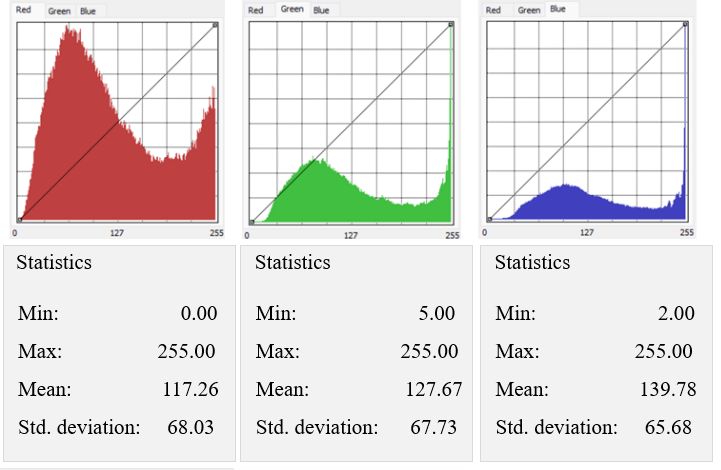 Red Green Blue
0 127 255
Statistics
Min: 0.00
Max: 255.00
Mean: 117.26
Std. deviation: 68.03
Red Green Blue
0 127 255
Statistics
Min: 5.00
Max: 255.00
Mean: 127.67
Std. deviation: 67.73
Red Green Blue
0 127 255
Statistics
Min: 2.00
Max: 255.00
Mean: 139.78
Std. deviation: 65.68